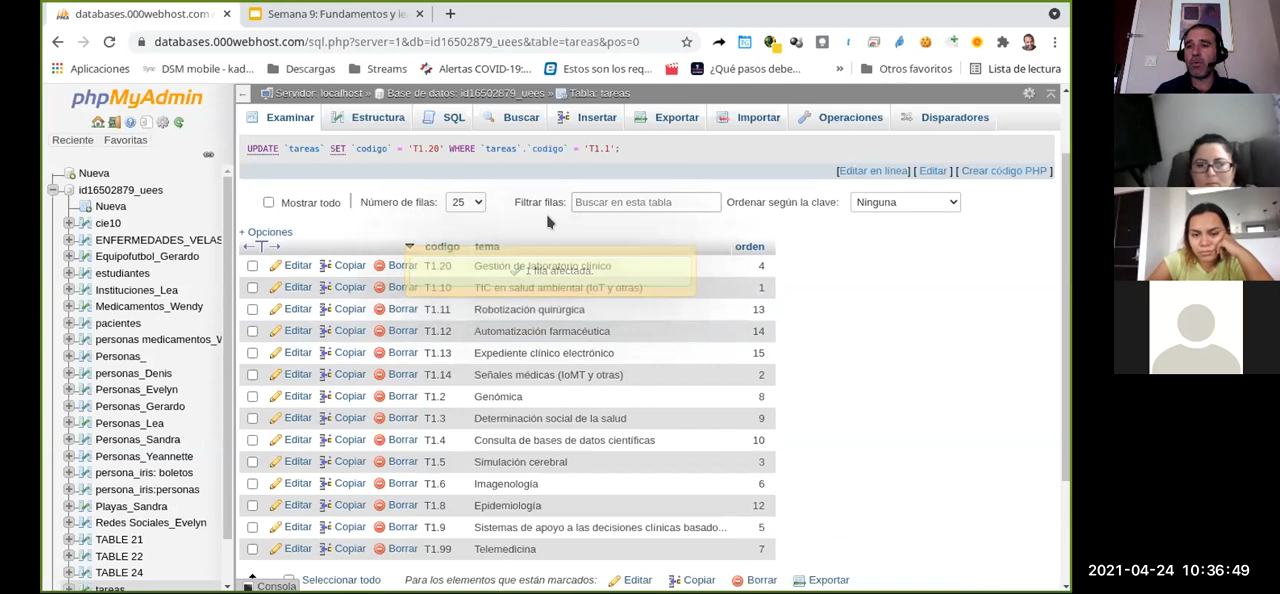 databases.000webhost.com
Semana 9: Fundamentos y
databases.000webhost.com/sql.php?server=1&db=id16502879_uees&table=tareas&pos=0
Aplicaciones
DSM mobile - kad...
Descargas
Streams
Alertas COVID-19:...
Estos son los req...
¿Qué pasos debe...
»
Otros favoritos
Lista de lectura
phpMyAdmin
Reciente Favoritas
Nueva
id16502879_uees
Nueva
cie10
ENFERMEDADES_VELAS
Equipofutbol_Gerardo
estudiantes
Instituciones_Lea
Medicamentos_Wendy
pacientes
personas medicamentos_
Personas_
personas_Denis
Personas_Evelyn
Personas_Gerardo
Personas_Lea
Personas_Sandra
Personas_Yeannette
persona_iris: boletos
persona_iris:personas
Playas_Sandra
Redes Sociales_Evelyn
TABLE 21
TABLE 22
TABLE 24
tareas
Servidor: localhost » Base de datos: id16502879_uees » Tabla: tareas
Examinar Estructura SQL Buscar Insertar Exportar Importar Operaciones Disparadores
UPDATE `tareas` SET `codigo` = 'T1.20' WHERE `tareas`.`codigo` = 'T1.1';
[Editar en línea] [ Editar ] [ Crear código PHP ]
Mostrar todo Número de filas: 25 Filtrar filas: Buscar en esta tabla Ordenar según la clave: Ninguna
+ Opciones
←T→ codigo tema orden
Editar Copiar Borrar T1.20 Gestión de laboratorio clínico 4
1 fila afectada.
Editar Copiar Borrar T1.10 TIC en salud ambiental (IoT y otras) 1
Editar Copiar Borrar T1.11 Robotización quirúrgica 13
Editar Copiar Borrar T1.12 Automatización farmacéutica 14
Editar Copiar Borrar T1.13 Expediente clínico electrónico 15
Editar Copiar Borrar T1.14 Señales médicas (IoMT y otras) 2
Editar Copiar Borrar T1.2 Genómica 8
Editar Copiar Borrar T1.3 Determinación social de la salud 9
Editar Copiar Borrar T1.4 Consulta de bases de datos científicas 10
Editar Copiar Borrar T1.5 Simulación cerebral 3
Editar Copiar Borrar T1.6 Imagenología 6
Editar Copiar Borrar T1.8 Epidemiología 12
Editar Copiar Borrar T1.9 Sistemas de apoyo a las decisiones clínicas basado... 5
Editar Copiar Borrar T1.99 Telemedicina 7
Seleccionar todo Para los elementos que están marcados: Editar Copiar Borrar Exportar
Consola
2021-04-24 10:36:49